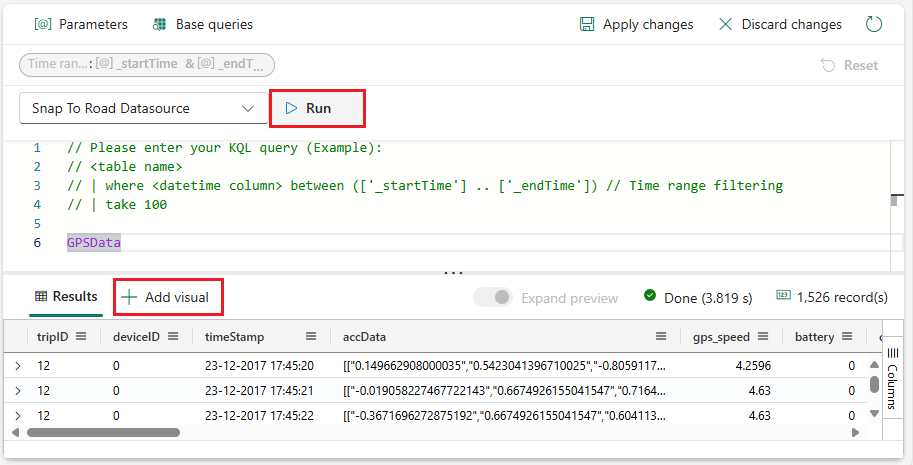 Parameters Base queries Apply changes Discard changes
Time ran... : [@] _startTime & [@] _endT... Reset
Snap To Road Datasource Run
1 // Please enter your KQL query (Example):
2 // <table name>
3 // | where <datetime column> between (['_startTime'] .. ['_endTime']) // Time range filtering
4 // | take 100
5
6 GPSData
Results Add visual Expand preview Done (3.819 s) 1,526 record(s)
tripID deviceID timeStamp accData gps_speed battery c
12 0 23-12-2017 17:45:20 [["0.149662908000035","0.5423041396710025","-0.8059117... 4.2596 0
12 0 23-12-2017 17:45:21 [["-0.019058227467722143","0.6674926155041547","0.7164... 4.63 0
12 0 23-12-2017 17:45:22 [["-0.3671696272875192","0.6674926155041547","0.604113... 4.63 0
Columns